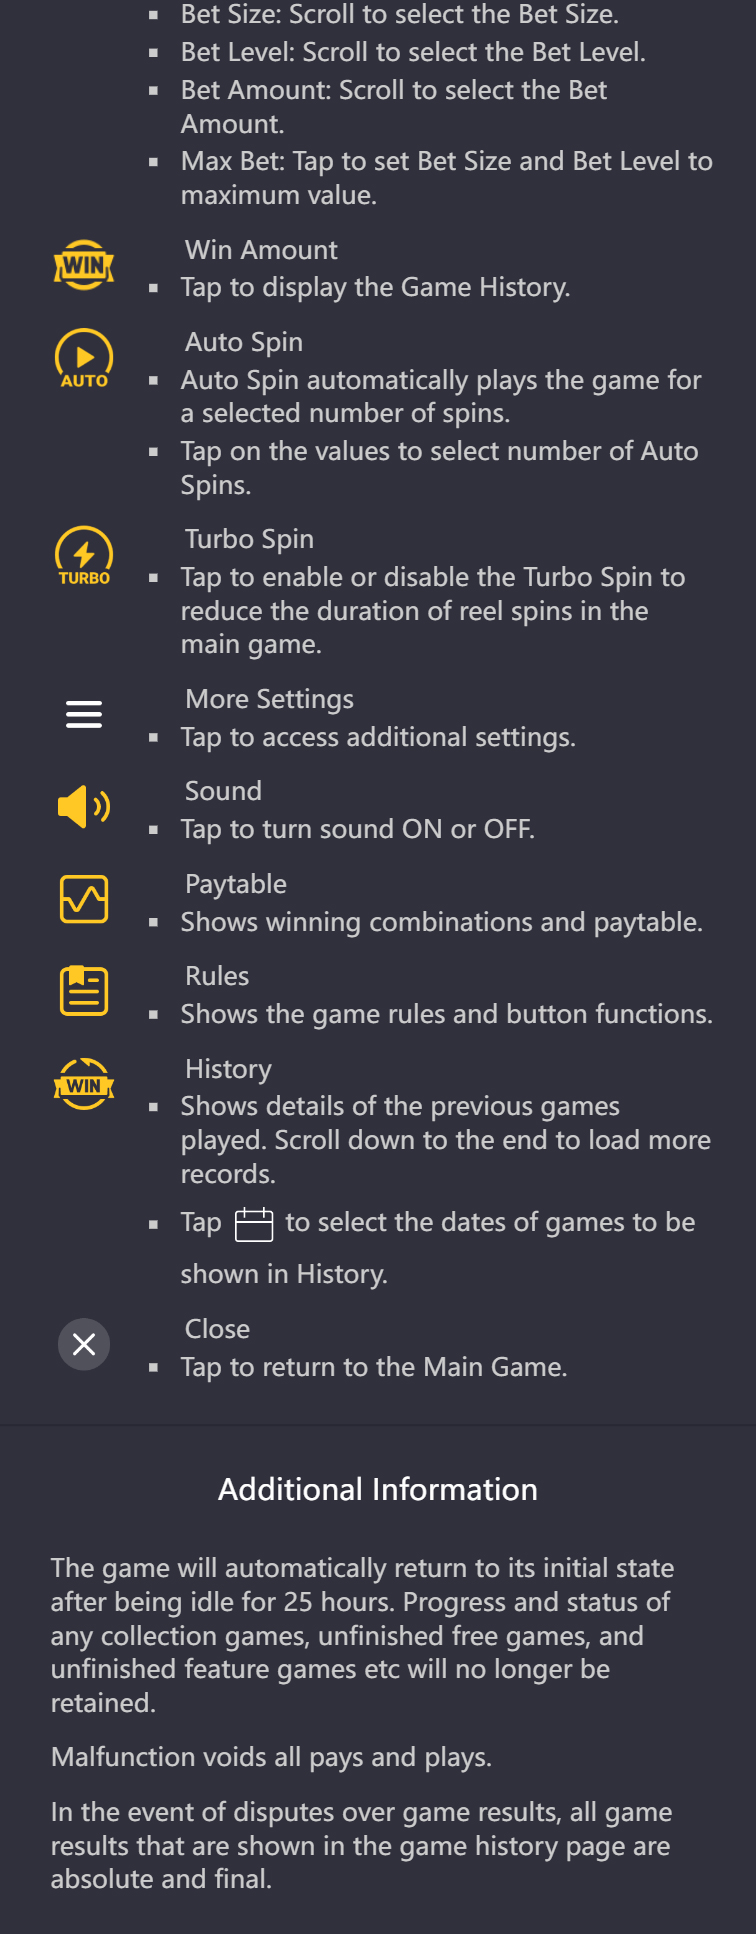 Bet Size: Scroll to select the Bet Size.
Bet Level: Scroll to select the Bet Level.
Bet Amount: Scroll to select the Bet
Amount.
Max Bet: Tap to set Bet Size and Bet Level to
maximum value.
WIN
Win Amount
Tap to display the Game History.
AUTO
Auto Spin
Auto Spin automatically plays the game for
a selected number of spins.
Tap on the values to select number of Auto
Spins.
TURBO
Turbo Spin
Tap to enable or disable the Turbo Spin to
reduce the duration of reel spins in the
main game.
More Settings
Tap to access additional settings.
Sound
Tap to turn sound ON or OFF.
Paytable
Shows winning combinations and paytable.
Rules
Shows the game rules and button functions.
WIN
History
Shows details of the previous games
played. Scroll down to the end to load more
records.
Tap to select the dates of games to be
shown in History.
Close
Tap to return to the Main Game.
Additional Information
The game will automatically return to its initial state
after being idle for 25 hours. Progress and status of
any collection games, unfinished free games, and
unfinished feature games etc will no longer be
retained.
Malfunction voids all pays and plays.
In the event of disputes over game results, all game
results that are shown in the game history page are
absolute and final.